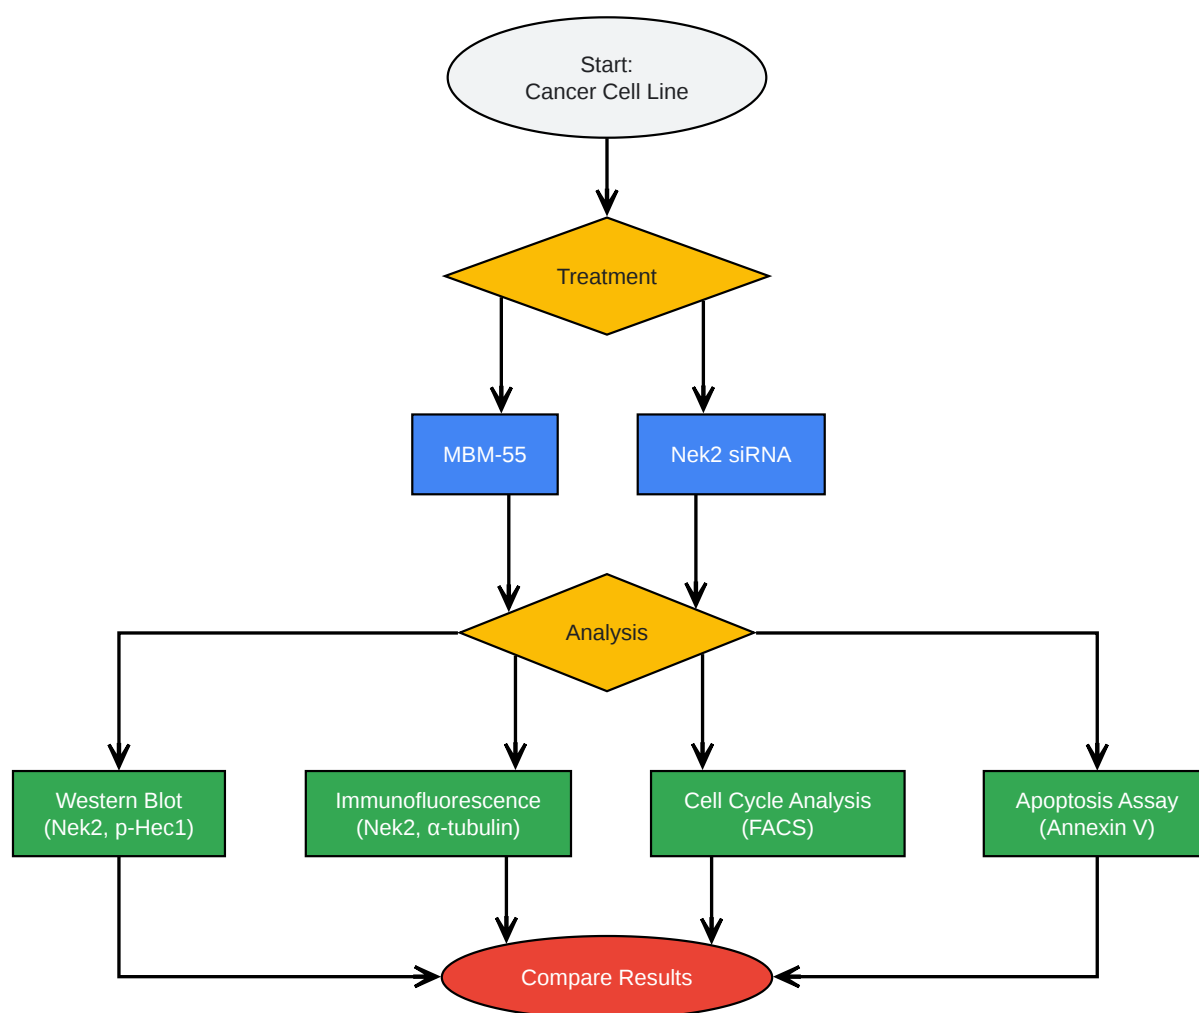 Start:
Cancer Cell Line
Treatment
MBM-55
Nek2 siRNA
Analysis
Western Blot
(Nek2, p-Hec1)
Immunofluorescence
(Nek2, α-tubulin)
Cell Cycle Analysis
(FACS)
Apoptosis Assay
(Annexin V)
Compare Results